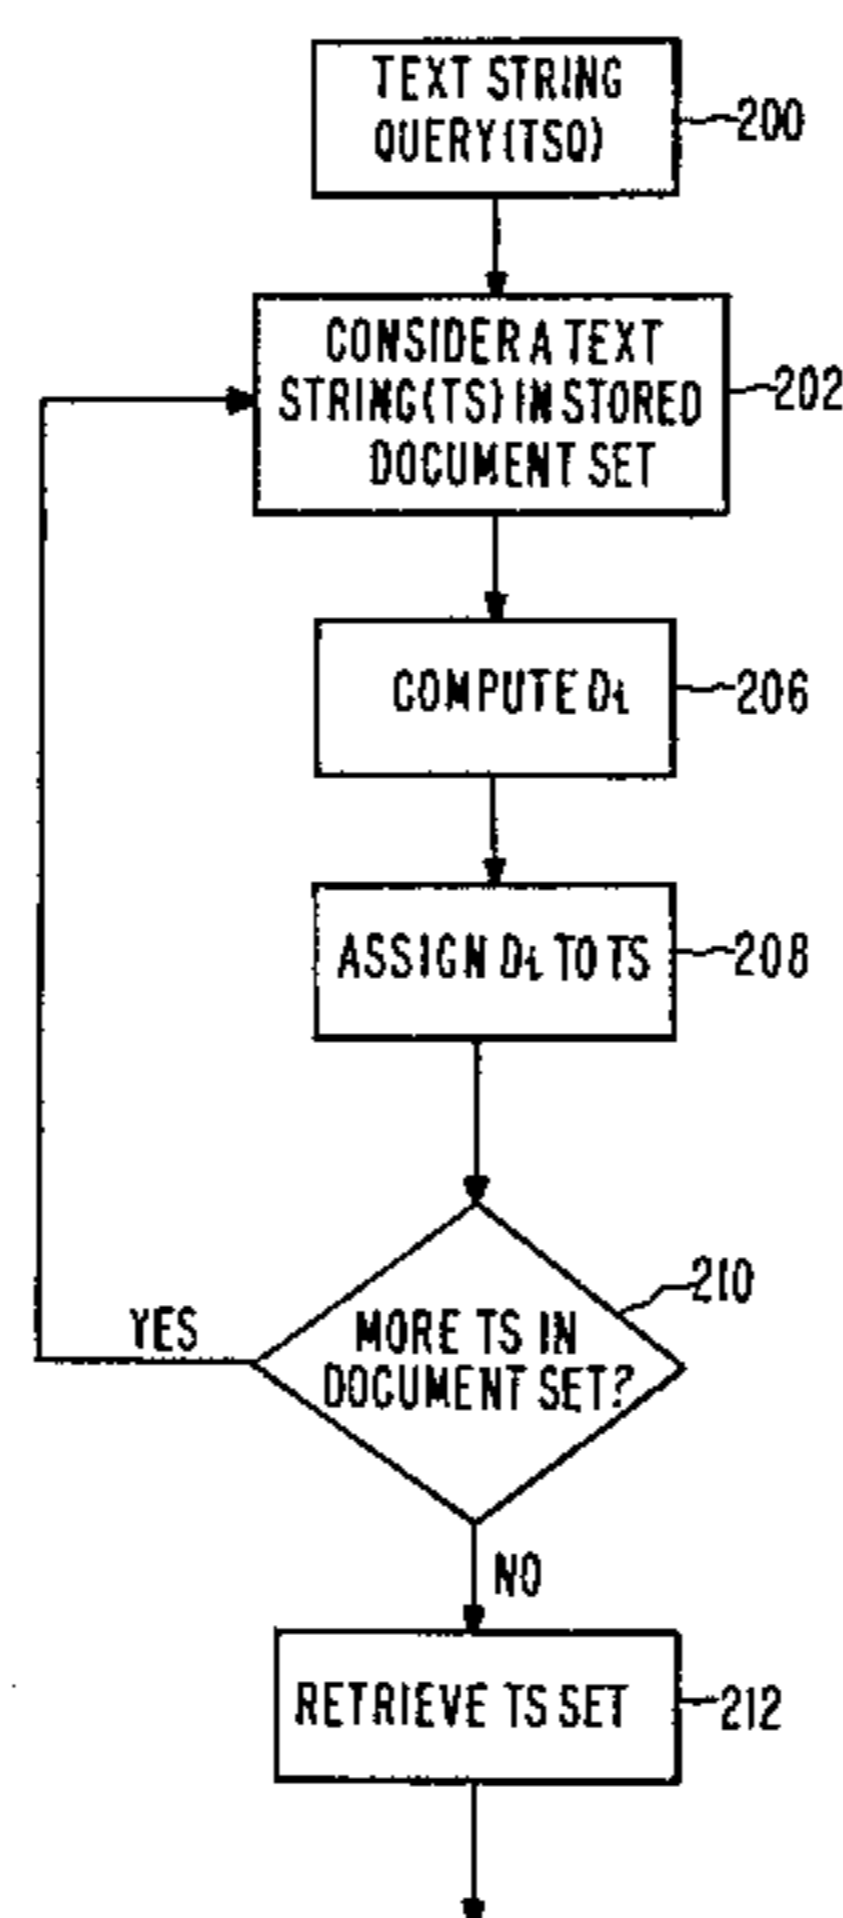 TEXT STRING
QUERY (TSQ)
200
CONSIDER A TEXT
STRING (TS) IN STORED
DOCUMENT SET
202
COMPUTE Di
206
ASSIGN Di TO TS
208
210
MORE TS IN
DOCUMENT SET?
YES
NO
RETRIEVE TS SET
212